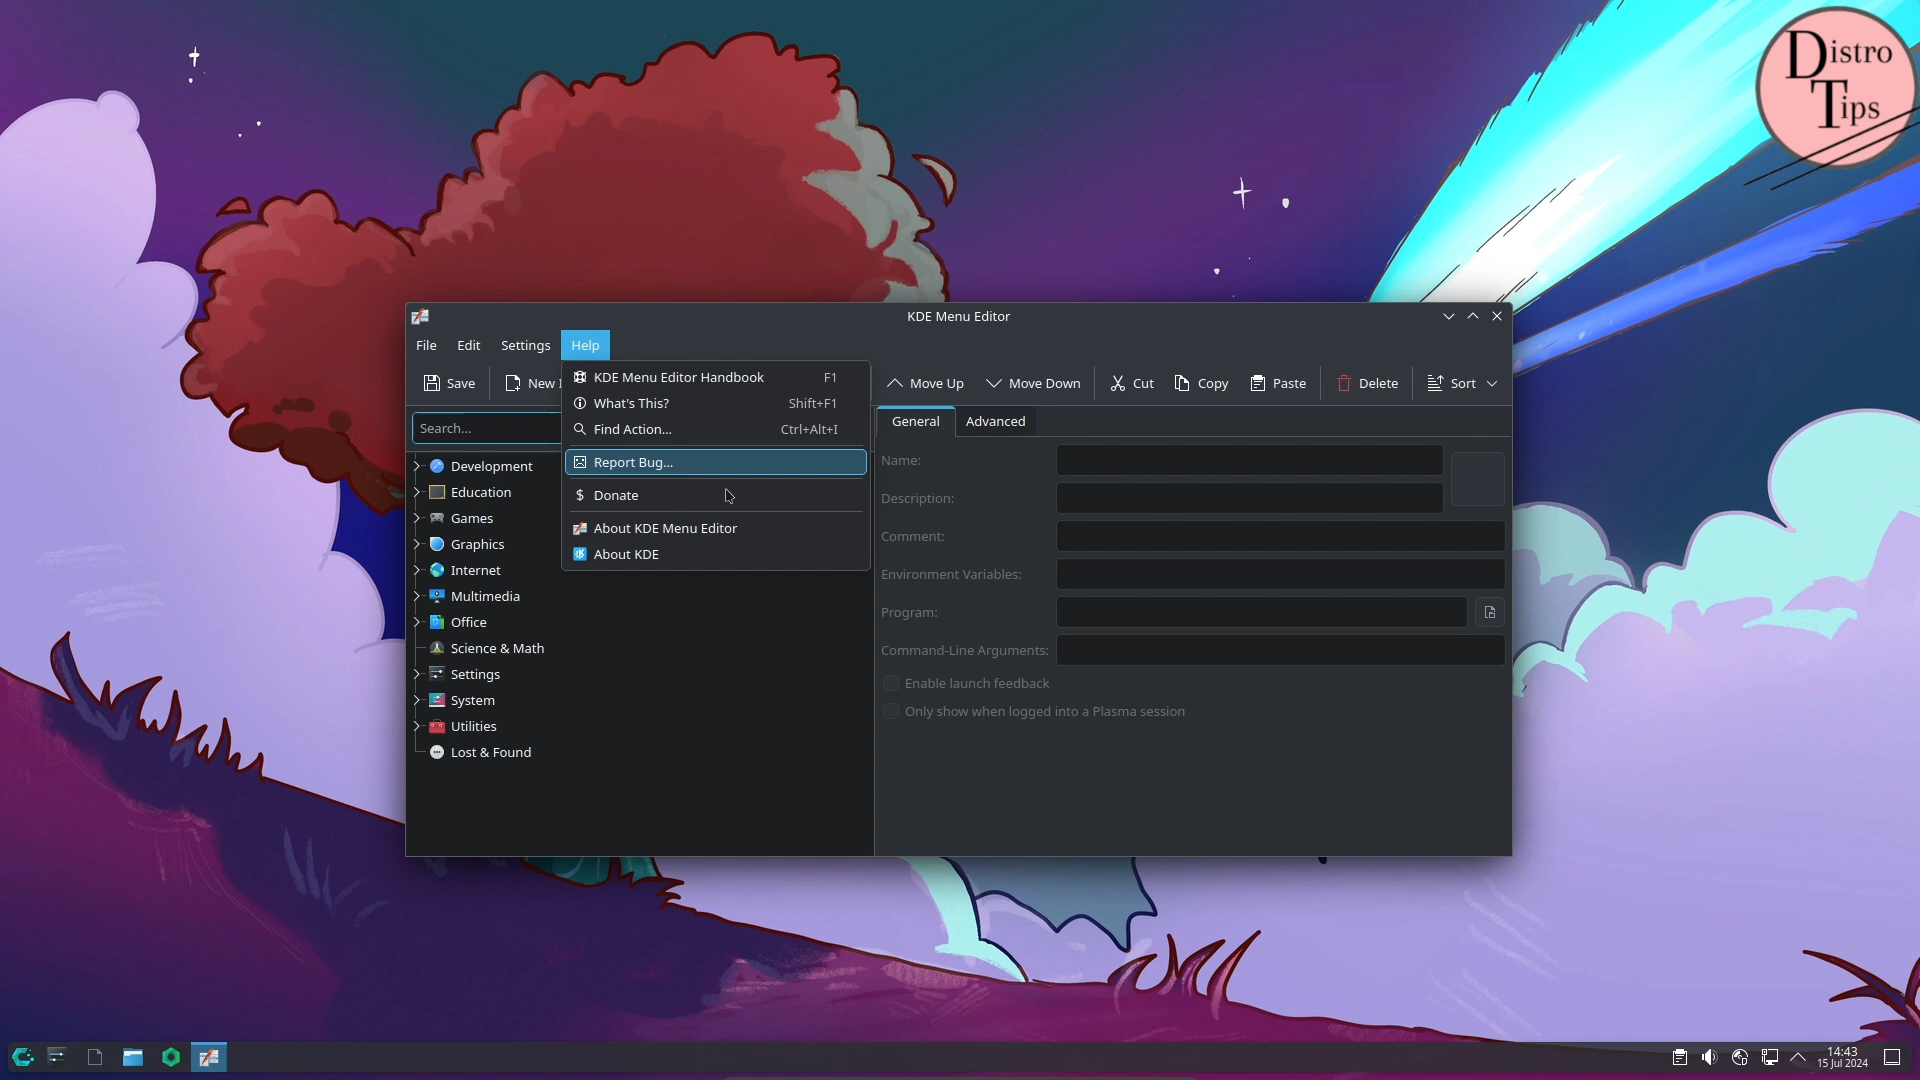 Distro
Tips
KDE Menu Editor
File Edit Settings Help
Save New Move Up Move Down Cut Copy Paste Delete Sort
KDE Menu Editor Handbook F1
What's This? Shift+F1
Find Action... Ctrl+Alt+I
Report Bug...
Donate
About KDE Menu Editor
About KDE
Search...
Development
Education
Games
Graphics
Internet
Multimedia
Office
Science & Math
Settings
System
Utilities
Lost & Found
General Advanced
Name:
Description:
Comment:
Environment Variables:
Program:
Command-Line Arguments:
Enable launch feedback
Only show when logged into a Plasma session
14:43
15 Jul 2024